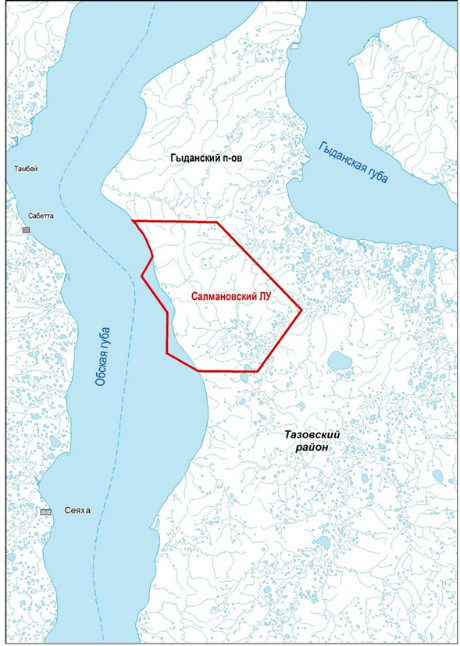 Гыданский п-ов
Гыданская губа
Тамбей
Сабетта
Салмановский ЛУ
Обская губа
Тазовский
район
Сеяха